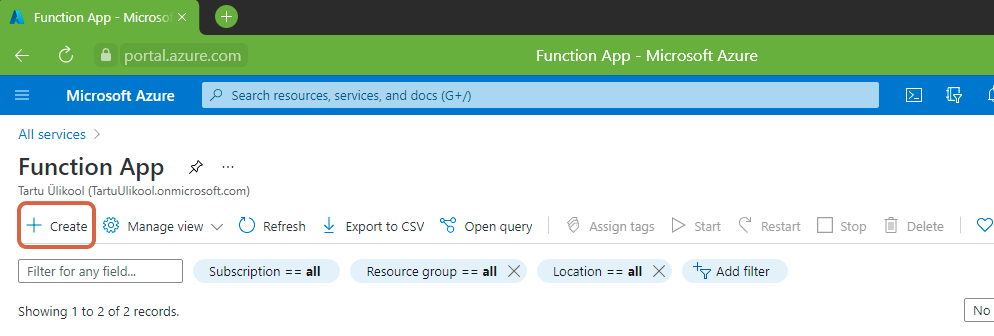 Function App - Microso
portal.azure.com
Function App - Microsoft Azure
Microsoft Azure
Search resources, services, and docs (G+/)
All services
Function App
Tartu Ülikool (TartuUlikool.onmicrosoft.com)
Create Manage view Refresh Export to CSV Open query Assign tags Start Restart Stop Delete
Filter for any field... Subscription == all Resource group == all Location == all Add filter
Showing 1 to 2 of 2 records. No